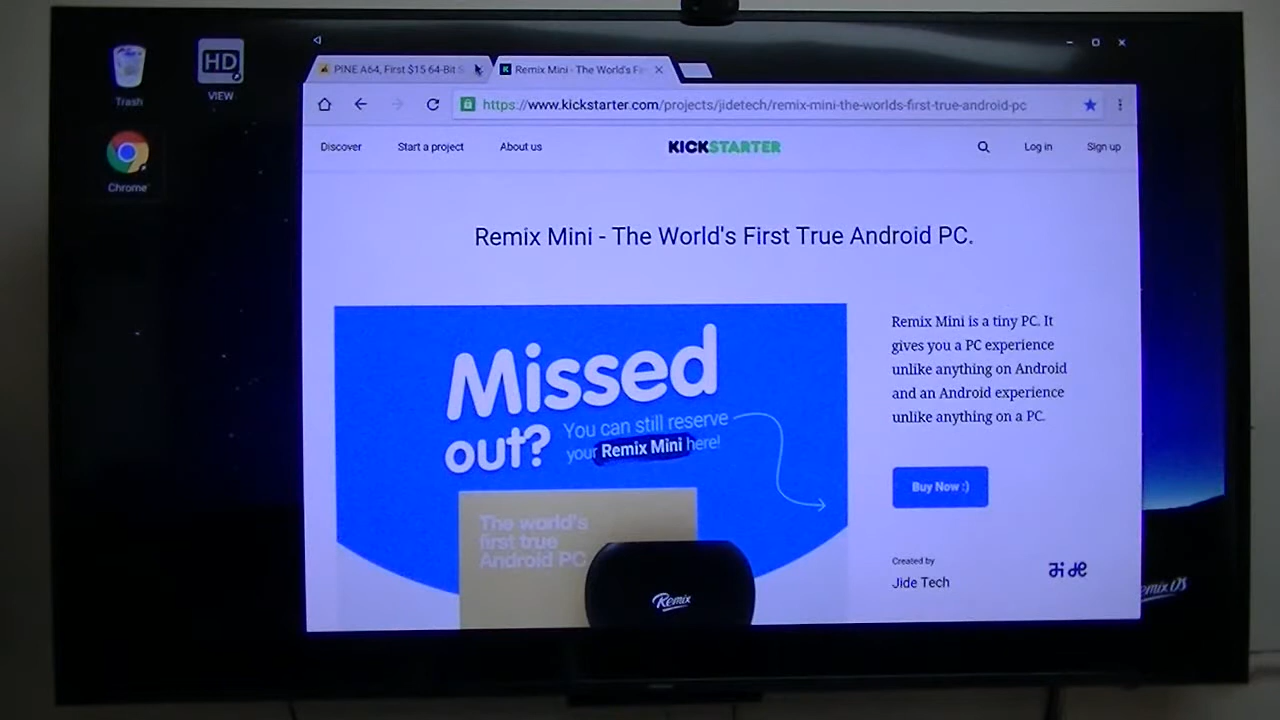 HD
Trash
VIEW
Chrome
PINE A64, First $15 64-Bit S
Remix Mini - The World's Fir
https://www.kickstarter.com/projects/jidetech/remix-mini-the-worlds-first-true-android-pc
Discover
Start a project
About us
KICKSTARTER
Log in
Sign up
Remix Mini - The World's First True Android PC.
Missed
out?
You can still reserve
your Remix Mini here!
The world's
first true
Android PC
Remix
Remix Mini is a tiny PC. It
gives you a PC experience
unlike anything on Android
and an Android experience
unlike anything on a PC.
Buy Now :)
Created by
Jide Tech
JiDe
emix OS